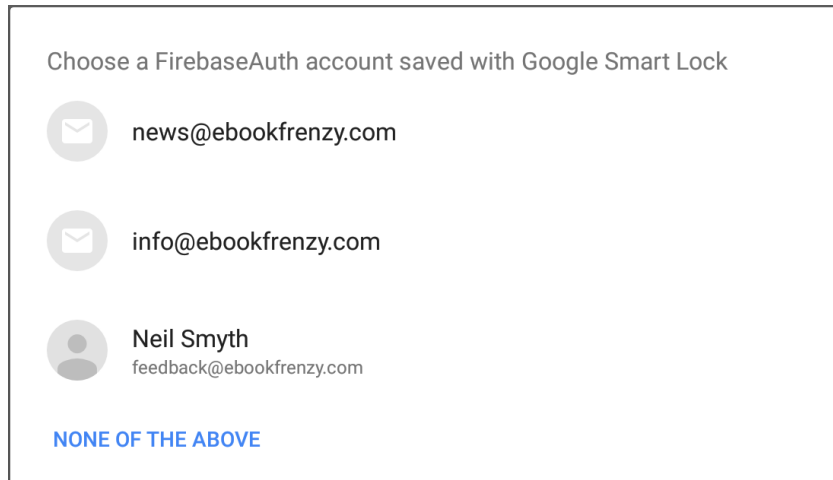 Choose a FirebaseAuth account saved with Google Smart Lock
news@ebookfrenzy.com
info@ebookfrenzy.com
Neil Smyth
feedback@ebookfrenzy.com
NONE OF THE ABOVE